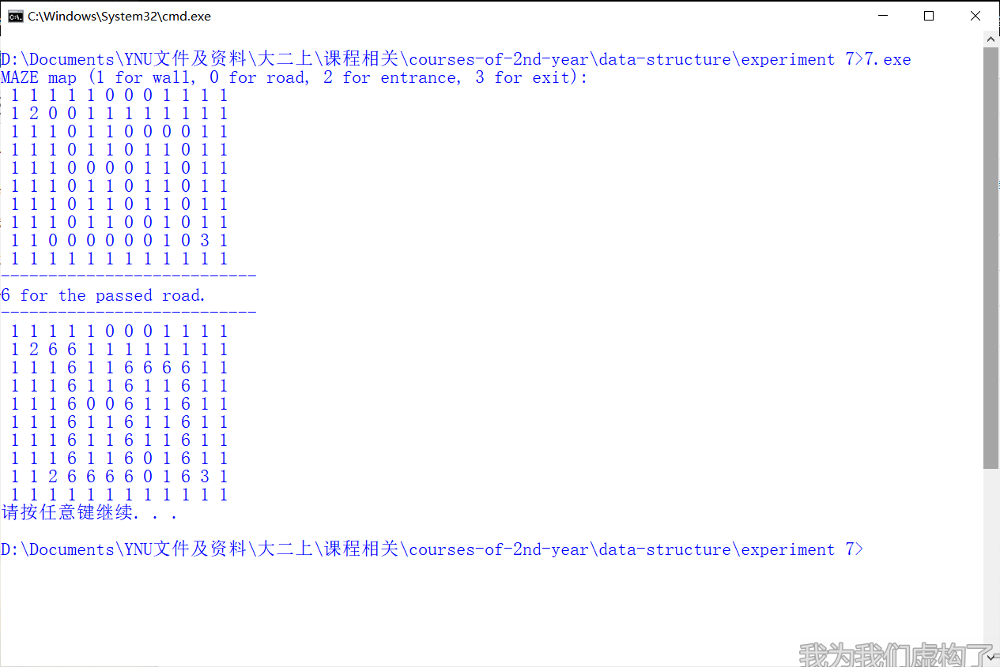 C:\Windows\System32\cmd.exe
D:\Documents\YNU文件及资料\大二上\课程相关\courses-of-2nd-year\data-structure\experiment 7>7.exe
MAZE map (1 for wall, 0 for road, 2 for entrance, 3 for exit):
1 1 1 1 1 0 0 0 1 1 1 1
1 2 0 0 1 1 1 1 1 1 1 1
1 1 1 0 1 1 0 0 0 0 1 1
1 1 1 0 1 1 0 1 1 0 1 1
1 1 1 0 0 0 0 1 1 0 1 1
1 1 1 0 1 1 0 1 1 0 1 1
1 1 1 0 1 1 0 1 1 0 1 1
1 1 1 0 1 1 0 0 1 0 1 1
1 1 0 0 0 0 0 0 1 0 3 1
1 1 1 1 1 1 1 1 1 1 1 1
---------------------------
6 for the passed road.
---------------------------
1 1 1 1 1 0 0 0 1 1 1 1
1 2 6 6 1 1 1 1 1 1 1 1
1 1 1 6 1 1 6 6 6 6 1 1
1 1 1 6 1 1 6 1 1 6 1 1
1 1 1 6 0 0 6 1 1 6 1 1
1 1 1 6 1 1 6 1 1 6 1 1
1 1 1 6 1 1 6 1 1 6 1 1
1 1 1 6 1 1 6 0 1 6 1 1
1 1 2 6 6 6 6 0 1 6 3 1
1 1 1 1 1 1 1 1 1 1 1 1
请按任意键继续. . .
D:\Documents\YNU文件及资料\大二上\课程相关\courses-of-2nd-year\data-structure\experiment 7>
我为我们虚构了一